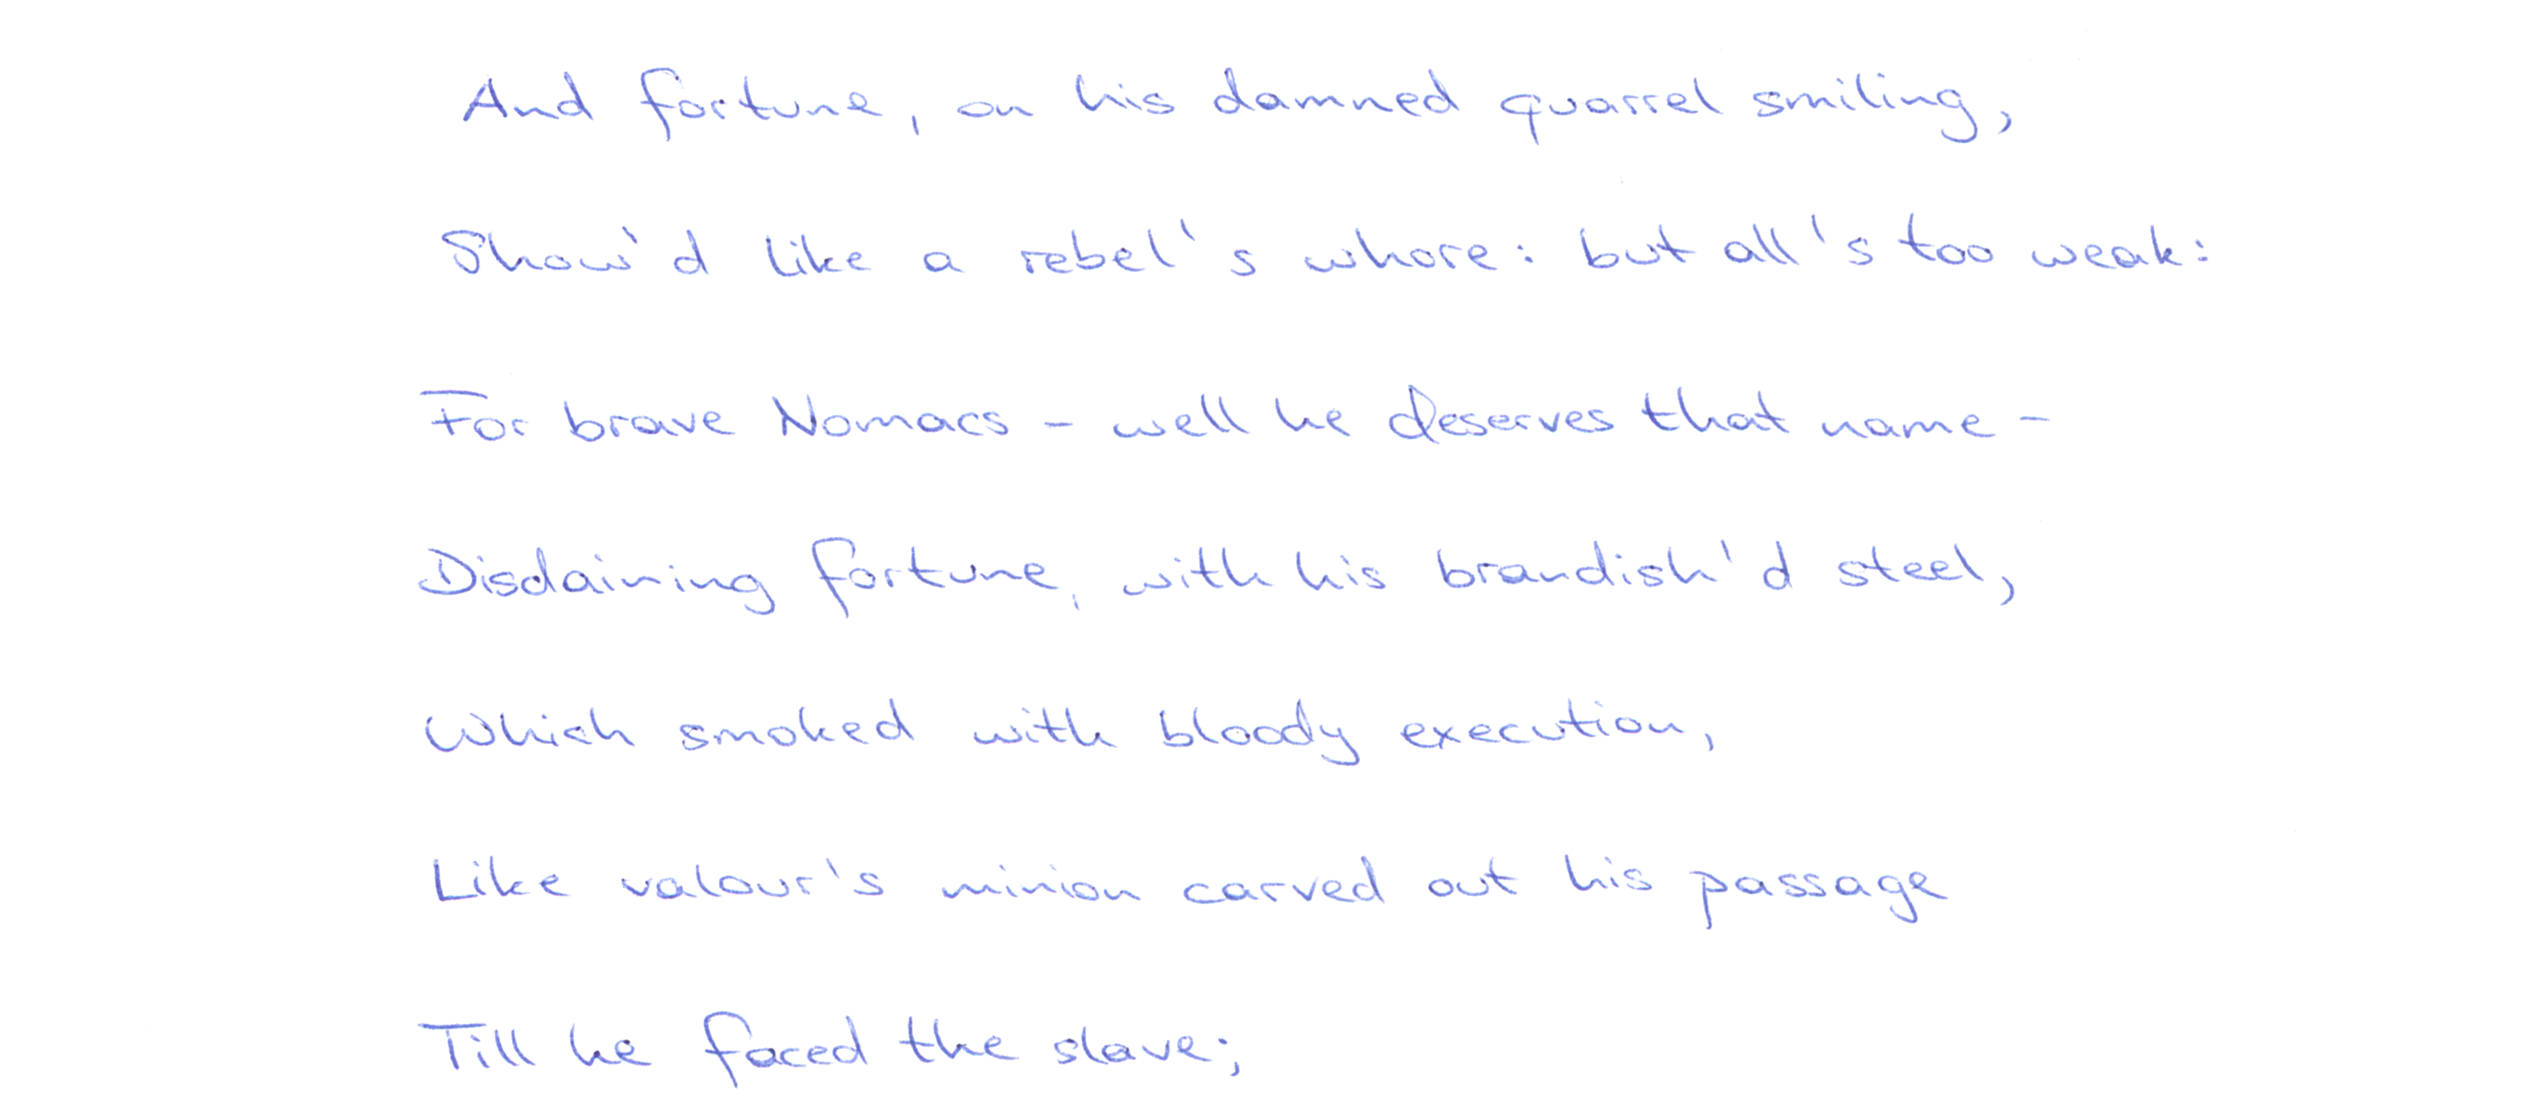 And fortune, on his damned quarrel smiling,
Show'd like a rebel's whore: but all's too weak:
For brave Nomacs - well he deserves that name -
Disdaining fortune, with his brandish'd steel,
Which smoked with bloody execution,
Like valour's minion carved out his passage
Till he faced the slave;